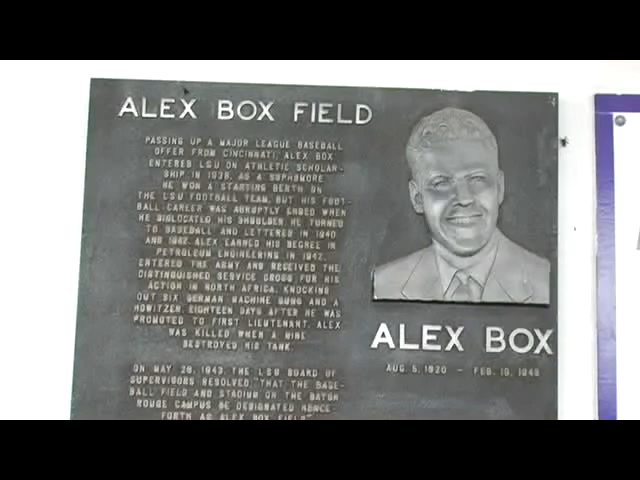 ALEX BOX FIELD
PASSING UP A MAJOR LEAGUE BASEBALL
OFFER FROM CINCINNATI, ALEX BOX
ENTERED LSU ON ATHLETIC SCHOLAR-
SHIP IN 1938. AS A SOPHOMORE
HE WON A STARTING BERTH ON
THE LSU FOOTBALL TEAM, BUT HIS FOOT-
BALL CAREER WAS ABRUPTLY ENDED WHEN
HE DISLOCATED HIS SHOULDER. HE TURNED
TO BASEBALL AND LETTERED IN 1940
AND 1942. ALEX EARNED HIS DEGREE IN
PETROLEUM ENGINEERING IN 1942,
ENTERED THE ARMY AND RECEIVED THE
DISTINGUISHED SERVICE CROSS FOR HIS
ACTION IN NORTH AFRICA, KNOCKING
OUT SIX GERMAN MACHINE GUNS AND A
HOWITZER. EIGHTEEN DAYS AFTER HE WAS
PROMOTED TO FIRST LIEUTENANT, ALEX
WAS KILLED WHEN A MINE
DESTROYED HIS TANK.
ON MAY 28, 1943, THE LSU BOARD OF
SUPERVISORS RESOLVED "THAT THE BASE-
BALL FIELD AND STADIUM ON THE BATON
ROUGE CAMPUS BE DESIGNATED HENCE-
FORTH AS ALEX BOX FIELD"
ALEX BOX
AUG. 5, 1920 — FEB. 19, 1943